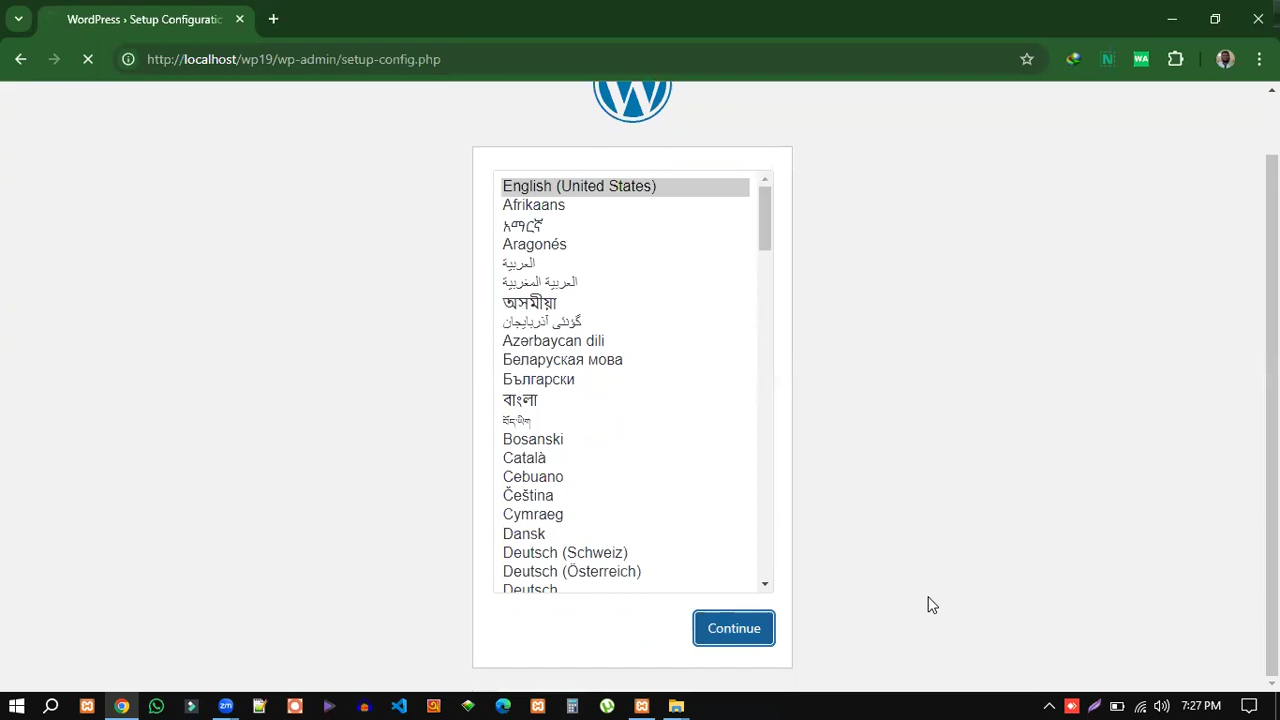 WordPress › Setup Configuratio
http://localhost/wp19/wp-admin/setup-config.php
English (United States)
Afrikaans
አማርኛ
Aragonés
العربية
العربية المغربية
অসমীয়া
گؤنئی آذربایجان
Azərbaycan dili
Беларуская мова
Български
বাংলা
བོད་ཡིག
Bosanski
Català
Cebuano
Čeština
Cymraeg
Dansk
Deutsch (Schweiz)
Deutsch (Österreich)
Deutsch
Continue
7:27 PM